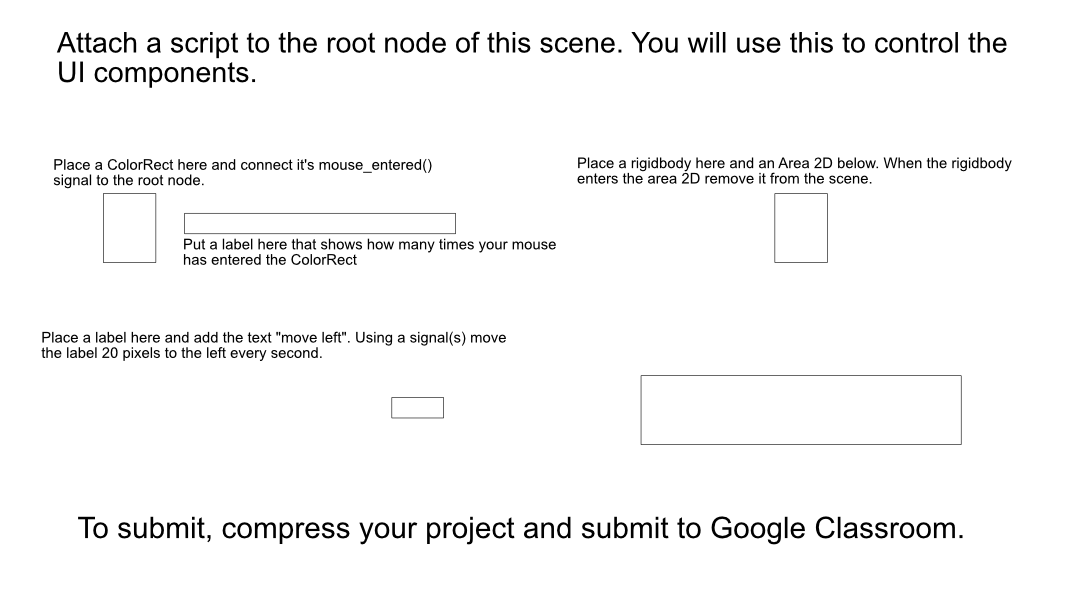 Attach a script to the root node of this scene. You will use this to control the
UI components.
Place a ColorRect here and connect it's mouse_entered()
signal to the root node.
Put a label here that shows how many times your mouse
has entered the ColorRect
Place a rigidbody here and an Area 2D below. When the rigidbody
enters the area 2D remove it from the scene.
Place a label here and add the text "move left". Using a signal(s) move
the label 20 pixels to the left every second.
To submit, compress your project and submit to Google Classroom.